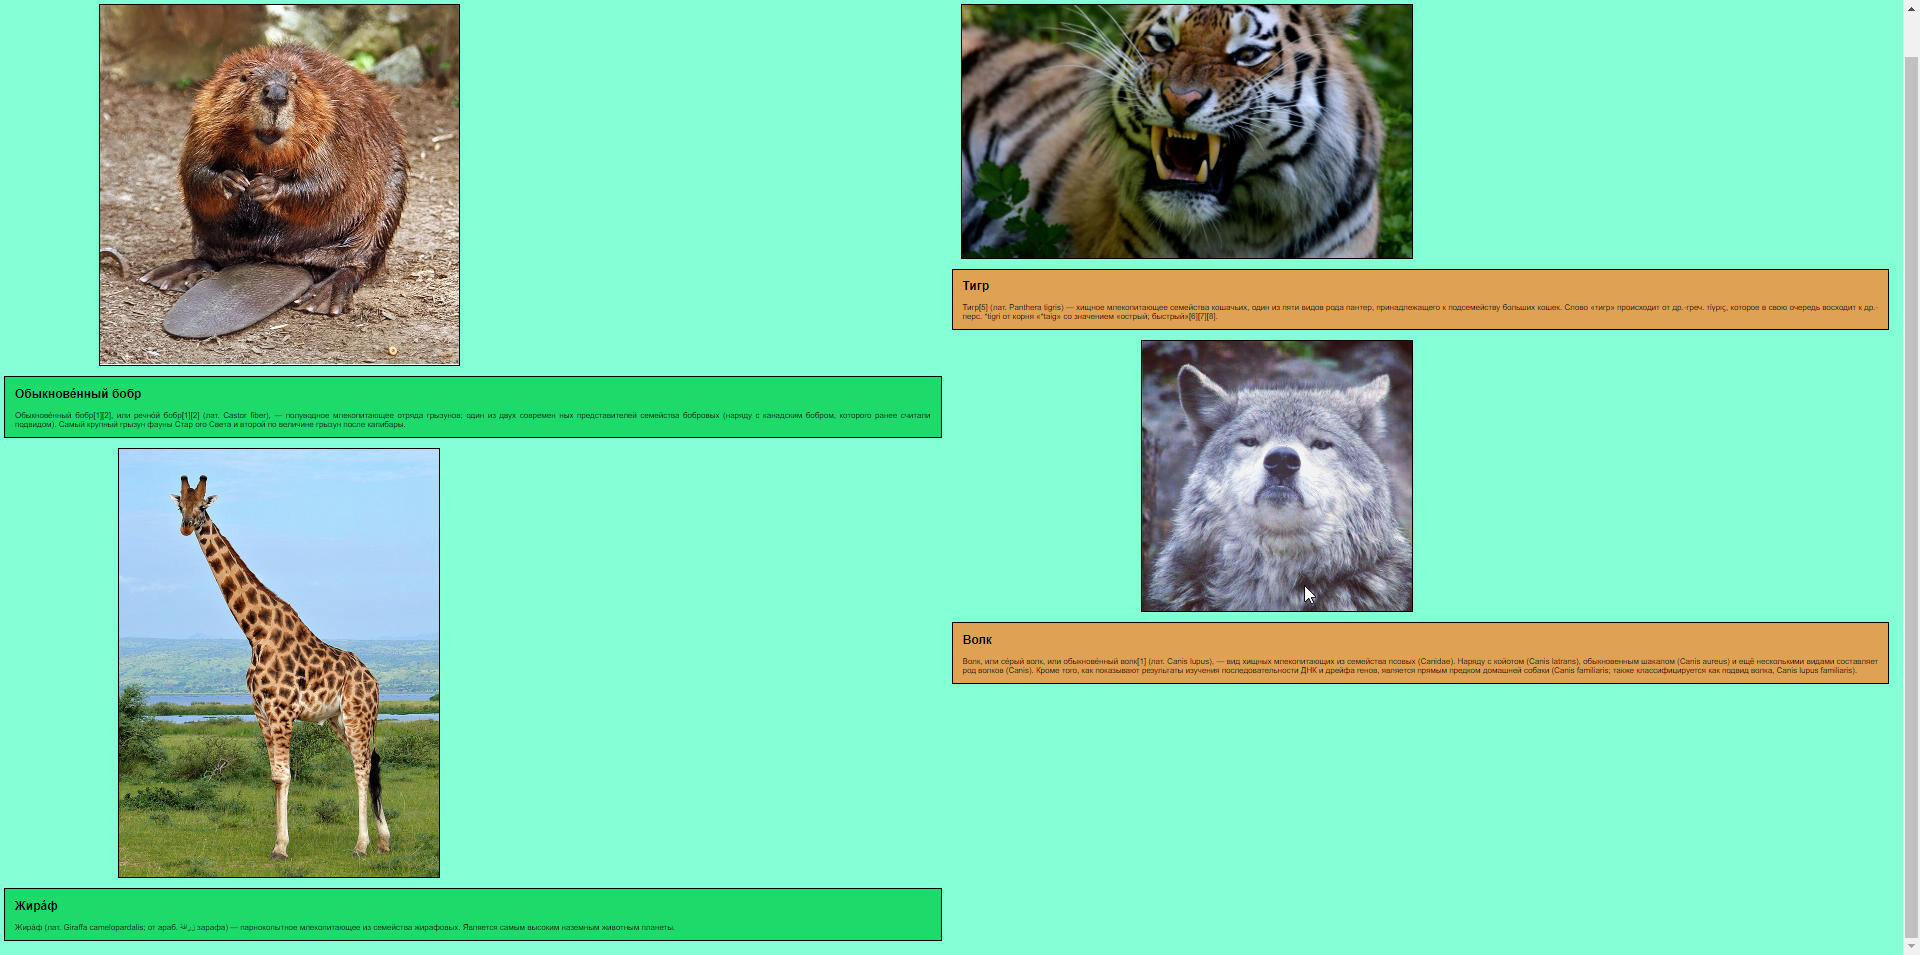 Обыкнове́нный бобр
Обыкнове́нный бобр[1][2], или речно́й бобр[1][2] (лат. Castor fiber), — полуводное млекопитающее отряда грызунов; один из двух современ ных представителей семейства бобровых (наряду с канадским бобром, которого ранее считали
подвидом). Самый крупный грызун фауны Стар ого Света и второй по величине грызун после капибары.
Жира́ф
Жира́ф (лат. Giraffa camelopardalis; от араб. зарафа) — парнокопытное млекопитающее из семейства жирафовых. Является самым высоким наземным животным планеты.
Тигр
Тигр[5] (лат. Panthera tigris) — хищное млекопитающее семейства кошачьих, один из пяти видов рода пантер, принадлежащего к подсемейству больших кошек. Слово «тигр» происходит от др.-греч. τίγρις, которое в свою очередь восходит к др.-
перс. *tigri от корня «*taig» со значением «острый; быстрый»[6][7][8].
Волк
Волк, или се́рый волк, или обыкнове́нный волк[1] (лат. Canis lupus), — вид хищных млекопитающих из семейства псовых (Canidae). Наряду с койотом (Canis latrans), обыкновенным шакалом (Canis aureus) и ещё несколькими видами составляет
род волков (Canis). Кроме того, как показывают результаты изучения последовательности ДНК и дрейфа генов, является прямым предком домашней собаки (Canis familiaris; также классифицируется как подвид волка, Canis lupus familiaris).